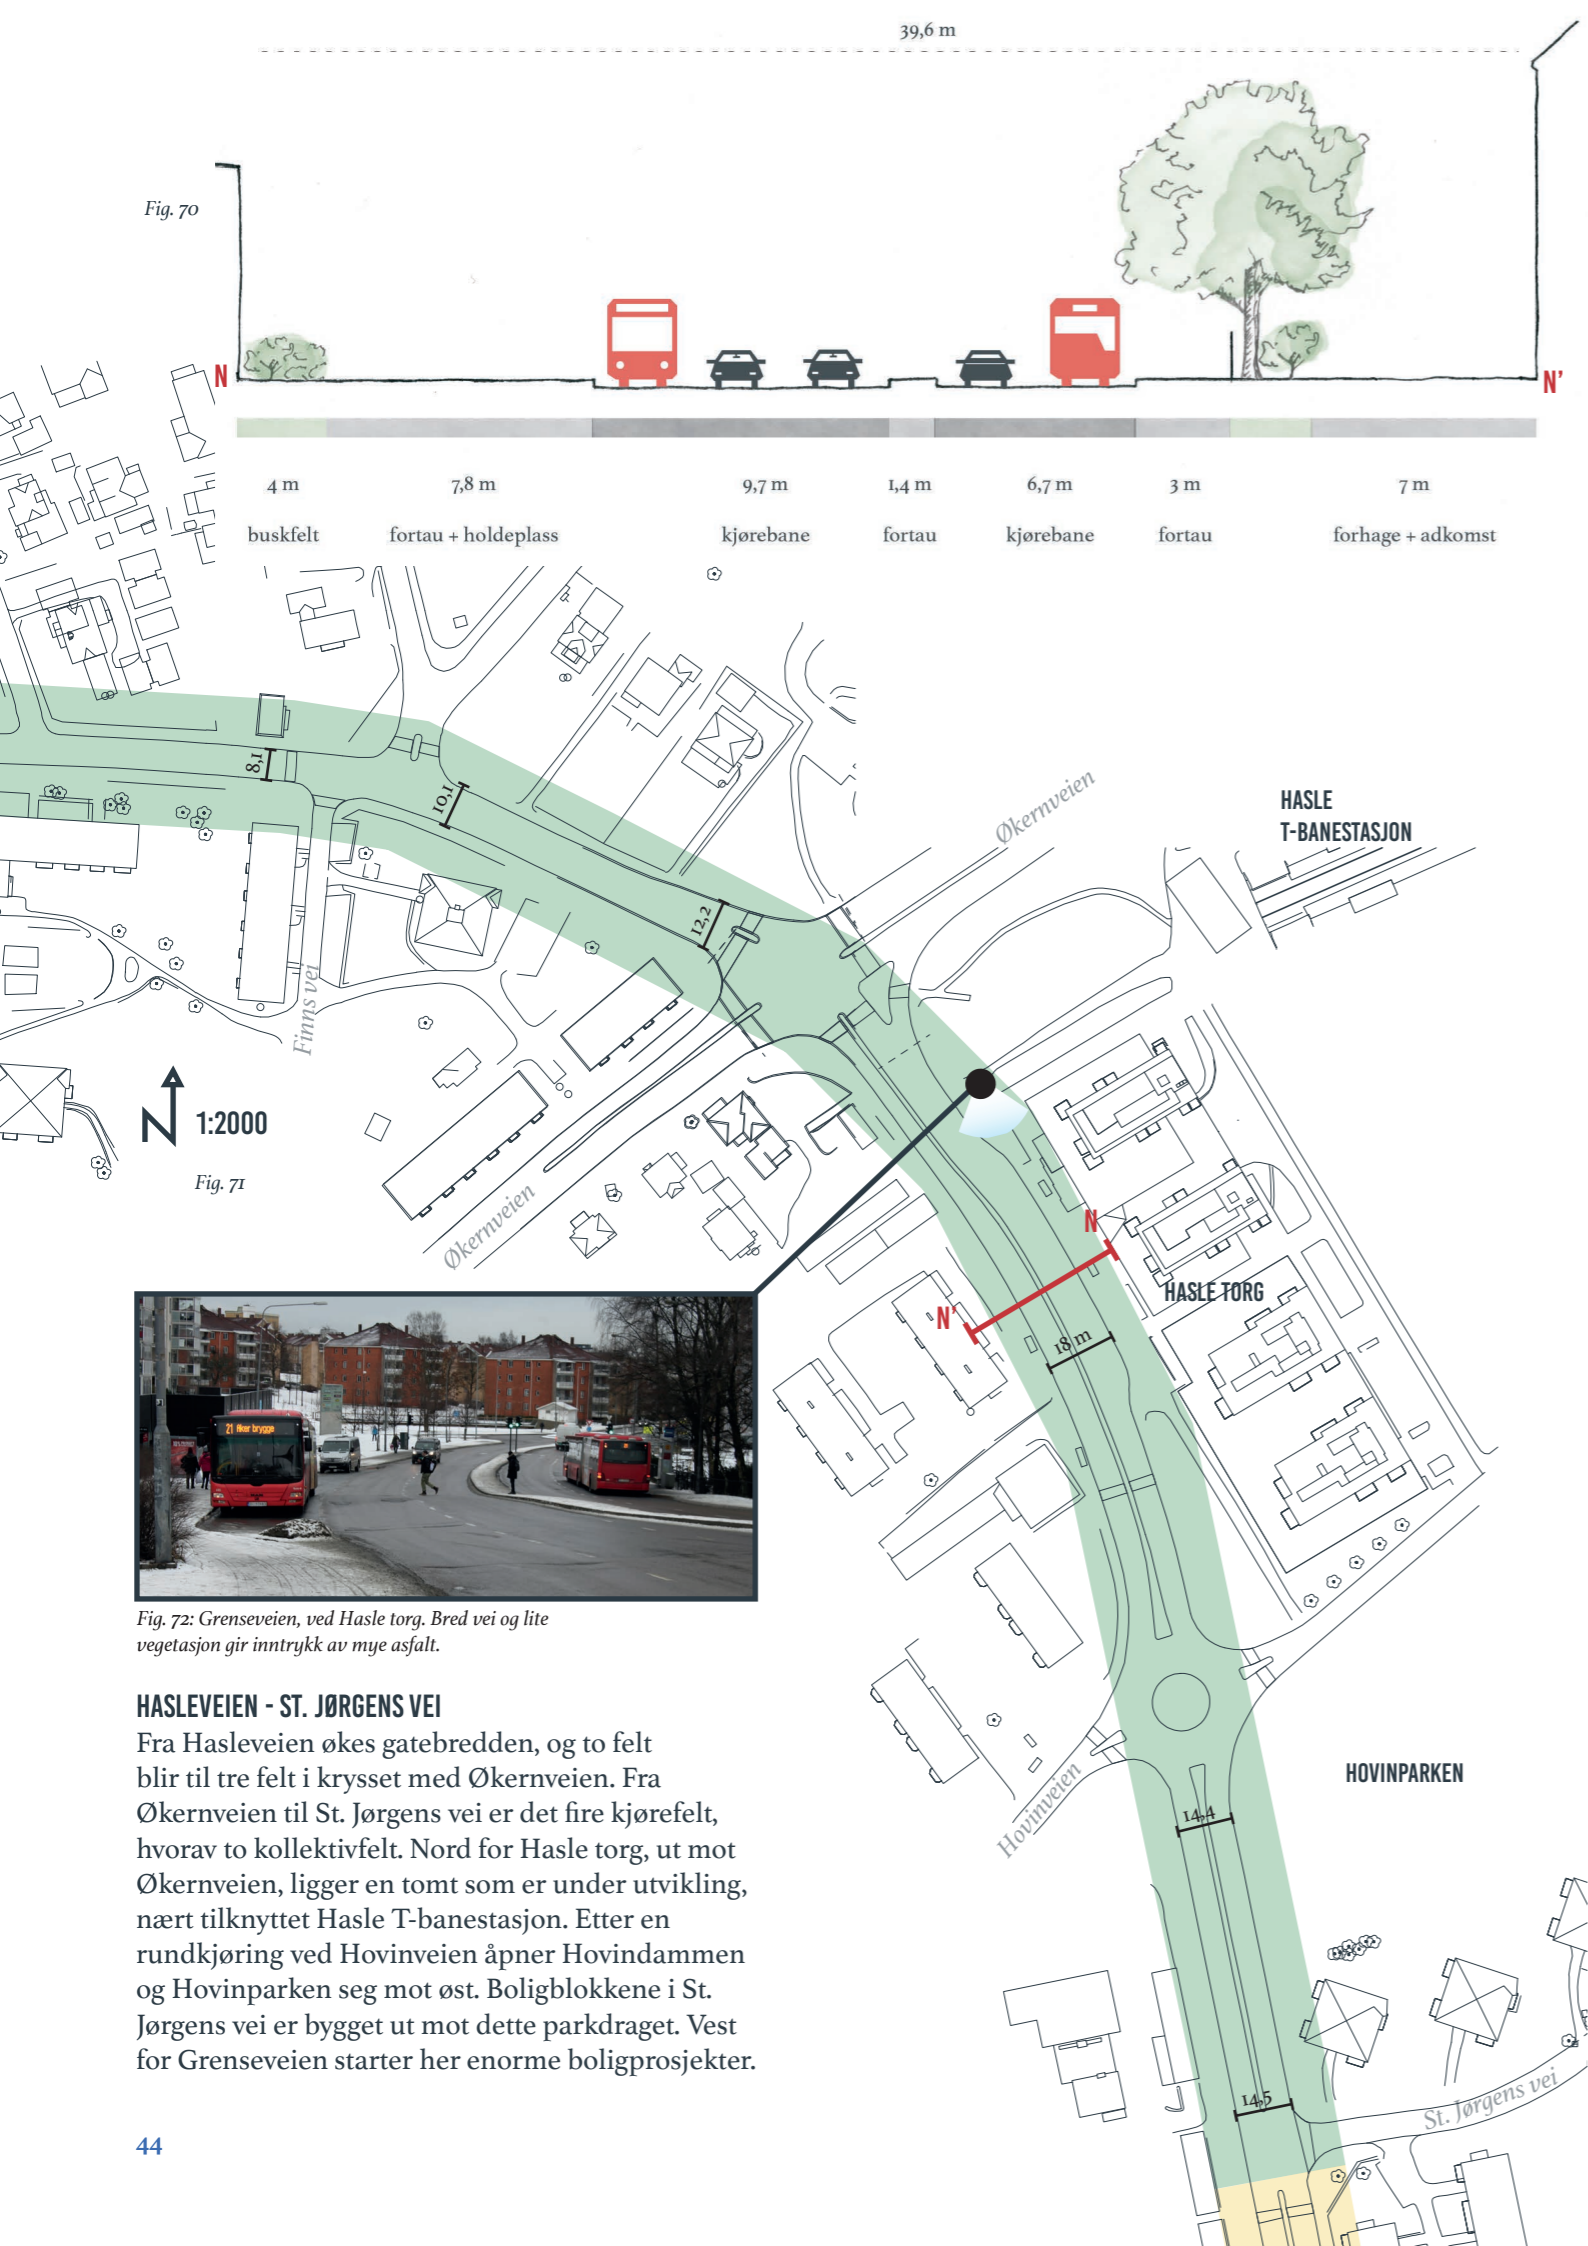 39,6 m
Fig. 70
N
N'
4 m
7,8 m
9,7 m
1,4 m
6,7 m
3 m
7 m
buskfelt
fortau + holdeplass
kjørebane
fortau
kjørebane
fortau
forhage + adkomst
8,1
10,1
12,2
Økernveien
HASLE
T-BANESTASJON
Finns vei
N
1:2000
Fig. 71
Økernveien
N
N'
HASLE TORG
18 m
21 Aker brygge
Fig. 72: Grenseveien, ved Hasle torg. Bred vei og lite
vegetasjon gir inntrykk av mye asfalt.
HASLEVEIEN - ST. JØRGENS VEI
Fra Hasleveien økes gatebredden, og to felt
blir til tre felt i krysset med Økernveien. Fra
Økernveien til St. Jørgens vei er det fire kjørefelt,
hvorav to kollektivfelt. Nord for Hasle torg, ut mot
Økernveien, ligger en tomt som er under utvikling,
nært tilknyttet Hasle T-banestasjon. Etter en
rundkjøring ved Hovinveien åpner Hovindammen
og Hovinparken seg mot øst. Boligblokkene i St.
Jørgens vei er bygget ut mot dette parkdraget. Vest
for Grenseveien starter her enorme boligprosjekter.
Hovinveien
HOVINPARKEN
14,4
14,5
St. Jørgens vei
44